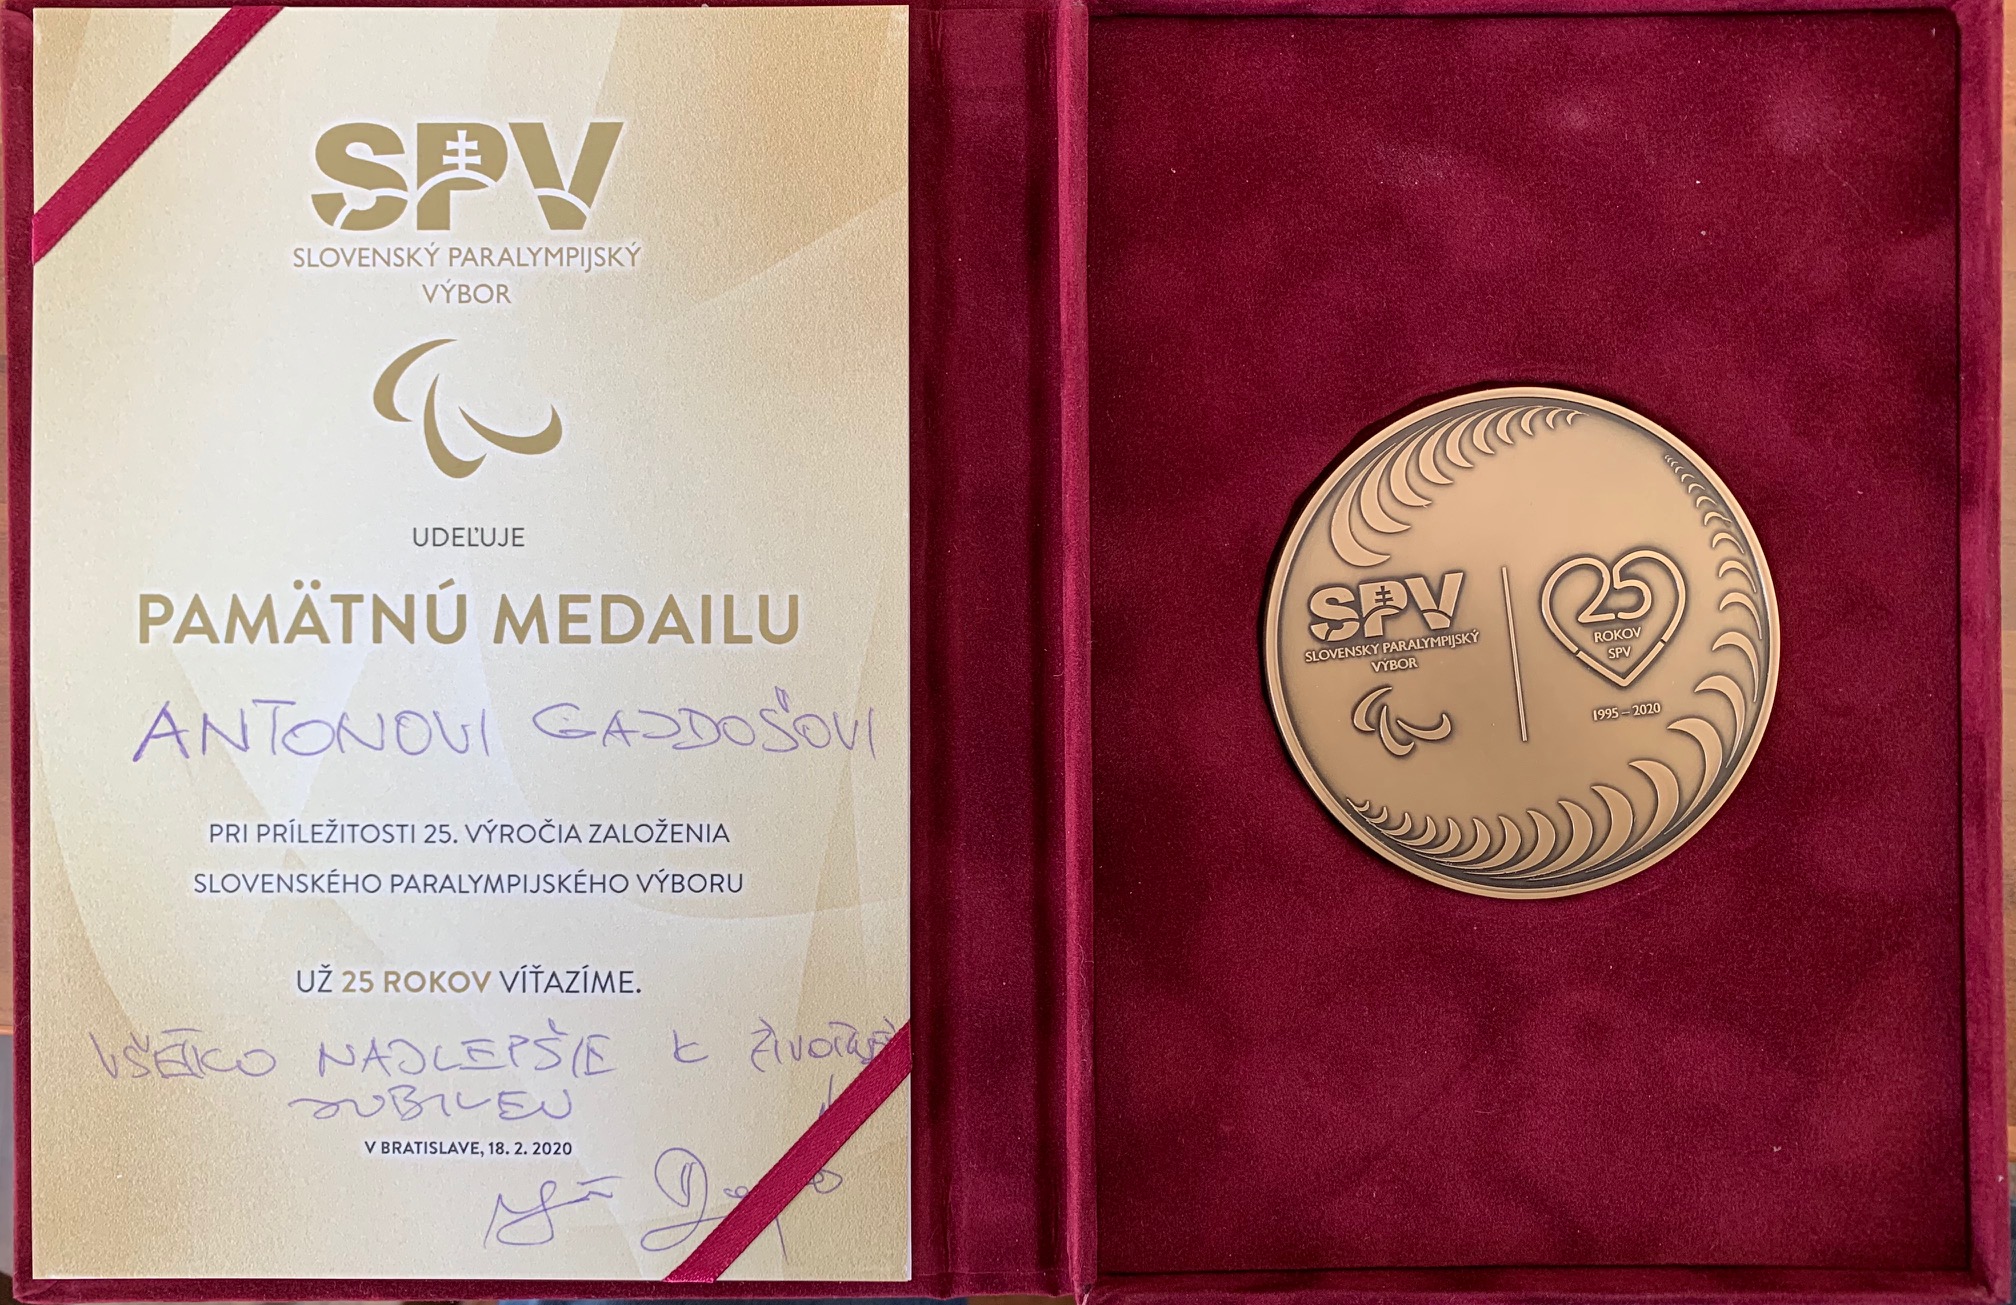 SPV
SLOVENSKÝ PARALYMPIJSKÝ
VÝBOR
UDEĽUJE
PAMÄTNÚ MEDAILU
ANTONOVI GAJDOŠOVI
PRI PRÍLEŽITOSTI 25. VÝROČIA ZALOŽENIA
SLOVENSKÉHO PARALYMPIJSKÉHO VÝBORU
UŽ 25 ROKOV VÍŤAZÍME.
VŠETKO NAJLEPŠIE K
JUBILEU
V BRATISLAVE, 18. 2. 2020
SPV
SLOVENSKÝ PARALYMPIJSKÝ
VÝBOR
25
ROKOV
SPV
1995 – 2020